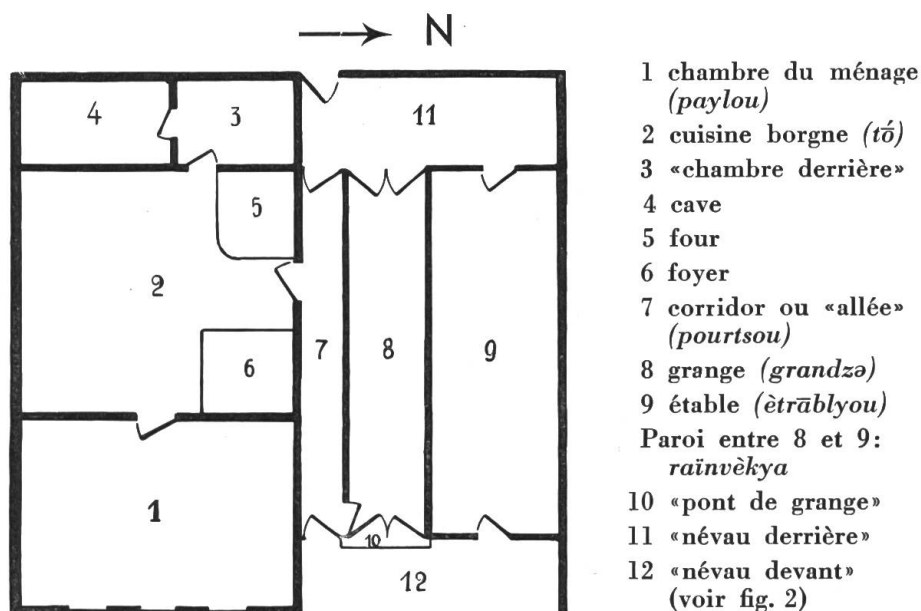 N
4
3
11
5
2
7
8
9
6
1
10
12
1 chambre du ménage
(paylou)
2 cuisine borgne (tṓ)
3 «chambre derrière»
4 cave
5 four
6 foyer
7 corridor ou «allée»
(pourtsou)
8 grange (grandzə)
9 étable (ètrāblyou)
Paroi entre 8 et 9:
raïnvèkya
10 «pont de grange»
11 «névau derrière»
12 «névau devant»
(voir fig. 2)